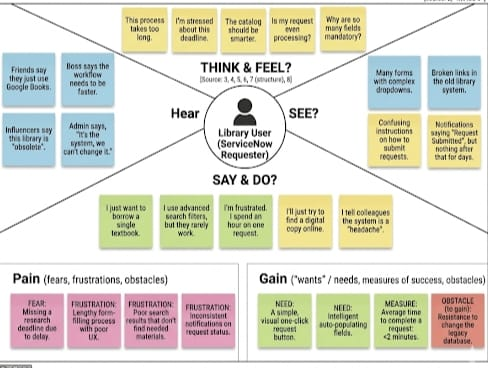 This process
takes too
long.
I'm stressed
about this
deadline.
The catalog
should be
smarter.
Is my request
even
processing?
Why are so
many fields
mandatory?
THINK & FEEL?
[Source: 3, 4, 5, 6, 7 (structure), 8]
Friends say
they just use
Google Books.
Boss says the
workflow
needs to be
faster.
Influencers say
this library is
"obsolete".
Admin says,
"It's the
system, we
can't change it."
Hear
Library User
(ServiceNow
Requester)
SEE?
Many forms
with complex
dropdowns.
Broken links in
the old library
system.
Confusing
instructions
on how to
submit
requests.
Notifications
saying "Request
Submitted", but
nothing after
that for days.
SAY & DO?
I just want to
borrow a
single
textbook.
I use advanced
search filters,
but they rarely
work.
I'm frustrated.
I spend an
hour on one
request.
I'll just try to
find a digital
copy online.
I tell colleagues
the system is a
"headache".
Pain (fears, frustrations, obstacles)
FEAR:
Missing a
research
deadline due
to delay.
FRUSTRATION:
Lengthy form-
filling process
with poor
UX.
FRUSTRATION:
Poor search
results that don't
find needed
materials.
FRUSTRATION:
Inconsistent
notifications on
request status.
Gain ("wants" / needs, measures of success, obstacles)
NEED:
A simple,
visual one-click
request
button.
NEED:
Intelligent
auto-populating
fields.
MEASURE:
Average time
to complete a
request:
<2 minutes.
OBSTACLE
(to gain):
Resistance to
change the
legacy
database.